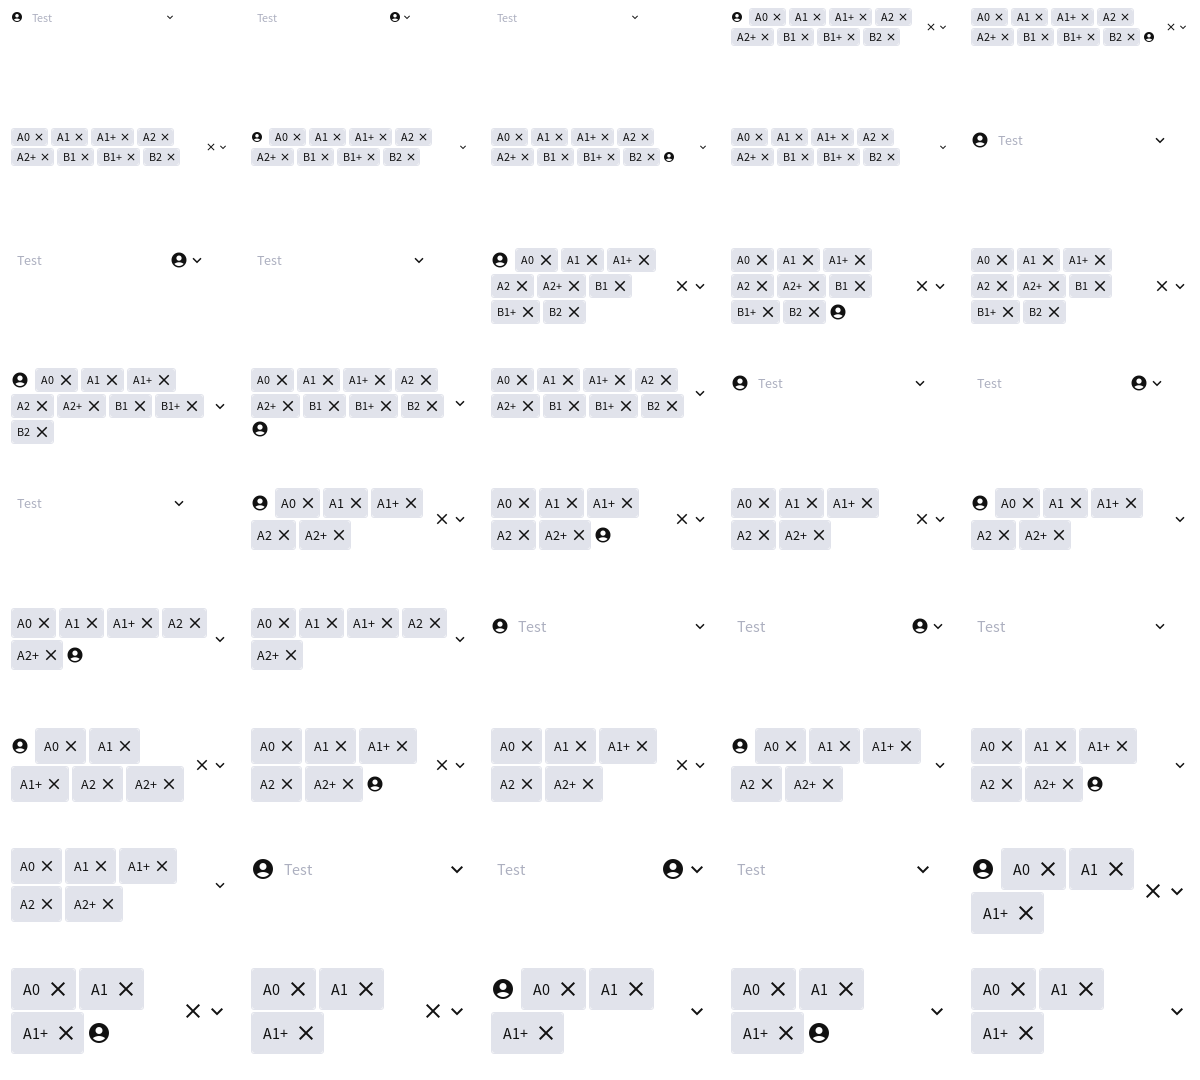 Test
Test
Test
A0 A1 A1+ A2
A2+ B1 B1+ B2
A0 A1 A1+ A2
A2+ B1 B1+ B2
A0 A1 A1+ A2
A2+ B1 B1+ B2
A0 A1 A1+ A2
A2+ B1 B1+ B2
A0 A1 A1+ A2
A2+ B1 B1+ B2
A0 A1 A1+ A2
A2+ B1 B1+ B2
Test
Test
Test
A0 A1 A1+
A2 A2+ B1
B1+ B2
A0 A1 A1+
A2 A2+ B1
B1+ B2
A0 A1 A1+
A2 A2+ B1
B1+ B2
A0 A1 A1+
A2 A2+ B1 B1+
B2
A0 A1 A1+ A2
A2+ B1 B1+ B2
A0 A1 A1+ A2
A2+ B1 B1+ B2
Test
Test
Test
A0 A1 A1+
A2 A2+
A0 A1 A1+
A2 A2+
A0 A1 A1+
A2 A2+
A0 A1 A1+
A2 A2+
A0 A1 A1+ A2
A2+
A0 A1 A1+ A2
A2+
Test
Test
Test
A0 A1
A1+ A2 A2+
A0 A1 A1+
A2 A2+
A0 A1 A1+
A2 A2+
A0 A1 A1+
A2 A2+
A0 A1 A1+
A2 A2+
A0 A1 A1+
A2 A2+
Test
Test
Test
A0 A1
A1+
A0 A1
A1+
A0 A1
A1+
A0 A1
A1+
A0 A1
A1+
A0 A1
A1+